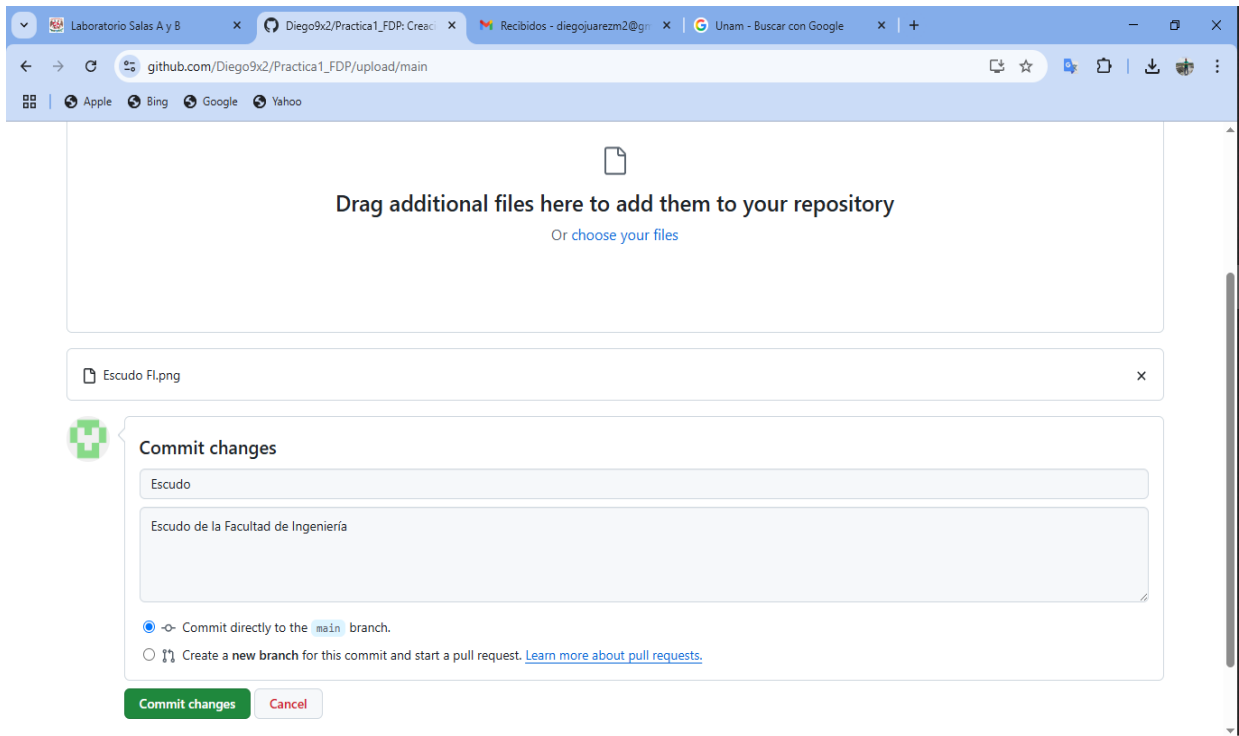 Laboratorio Salas A y B
Diego9x2/Practica1_FDP: Creaci
Recibidos - diegojuarezm2@gm
Unam - Buscar con Google
github.com/Diego9x2/Practica1_FDP/upload/main
Apple Bing Google Yahoo
Drag additional files here to add them to your repository
Or choose your files
Escudo FI.png
Commit changes
Escudo
Escudo de la Facultad de Ingeniería
Commit directly to the main branch.
Create a new branch for this commit and start a pull request. Learn more about pull requests.
Commit changes Cancel